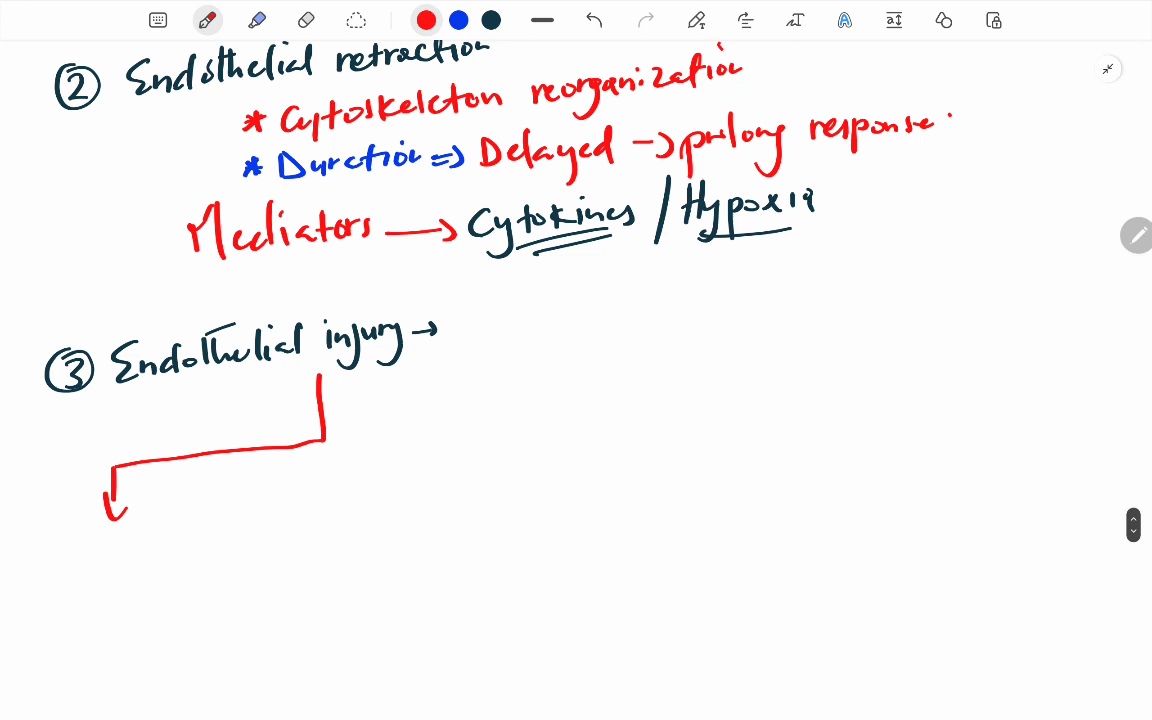 ② Endothelial retraction
* Cytoskeleton reorganization
* Duration => Delayed → prolong response.
Mediators → Cytokines / Hypoxia
③ Endothelial injury →